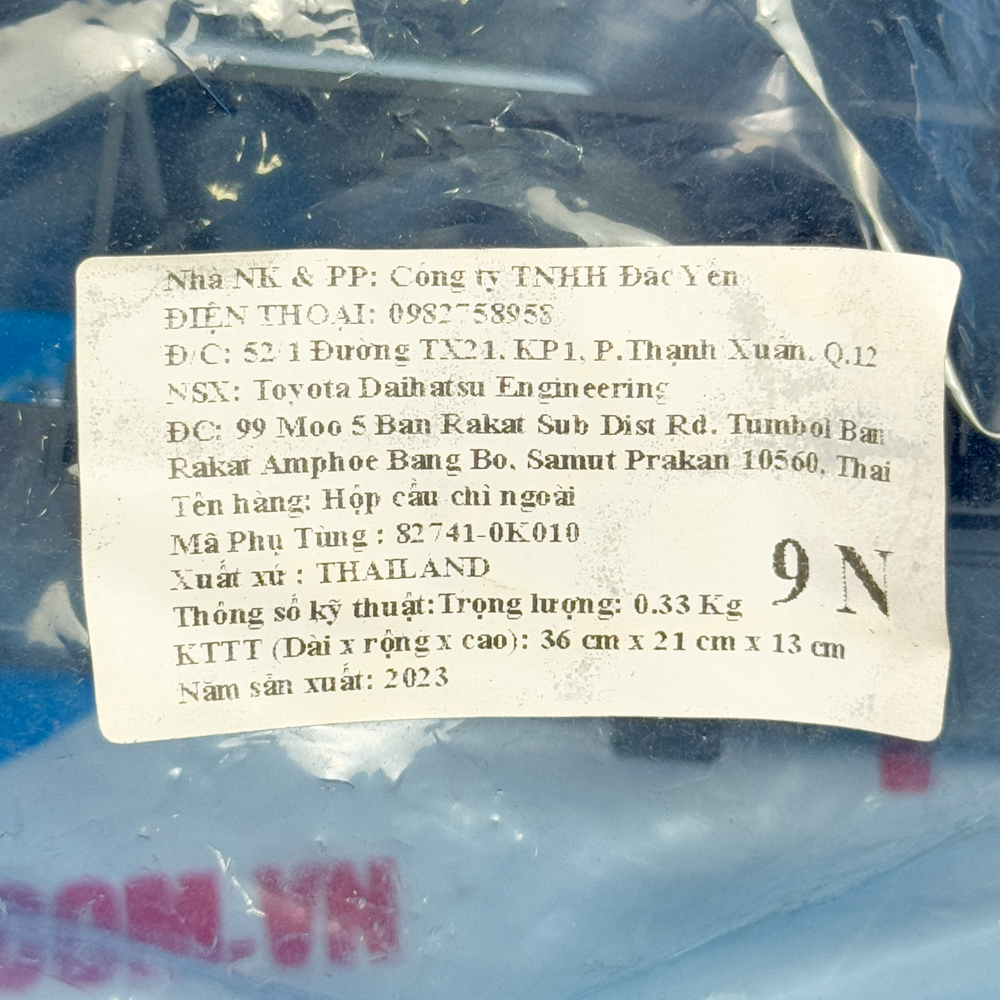 Nhà NK & PP: Công ty TNHH Đắc Yến
ĐIỆN THOẠI: 0982758958
Đ/C: 52/1 Đường TX21, KP1, P.Thạnh Xuân, Q.12
NSX: Toyota Daihatsu Engineering
ĐC: 99 Moo 5 Ban Rakat Sub Dist Rd. Tumbol Ban
Rakat Amphoe Bang Bo, Samut Prakan 10560, Thai
Tên hàng: Hộp cầu chì ngoài
Mã Phụ Tùng : 82741-0K010
Xuất xứ : THAILAND
9 N
Thông số kỹ thuật:Trọng lượng: 0.33 Kg
KTTT (Dài x rộng x cao): 36 cm x 21 cm x 13 cm
Năm sản xuất: 2023
.COM.VN